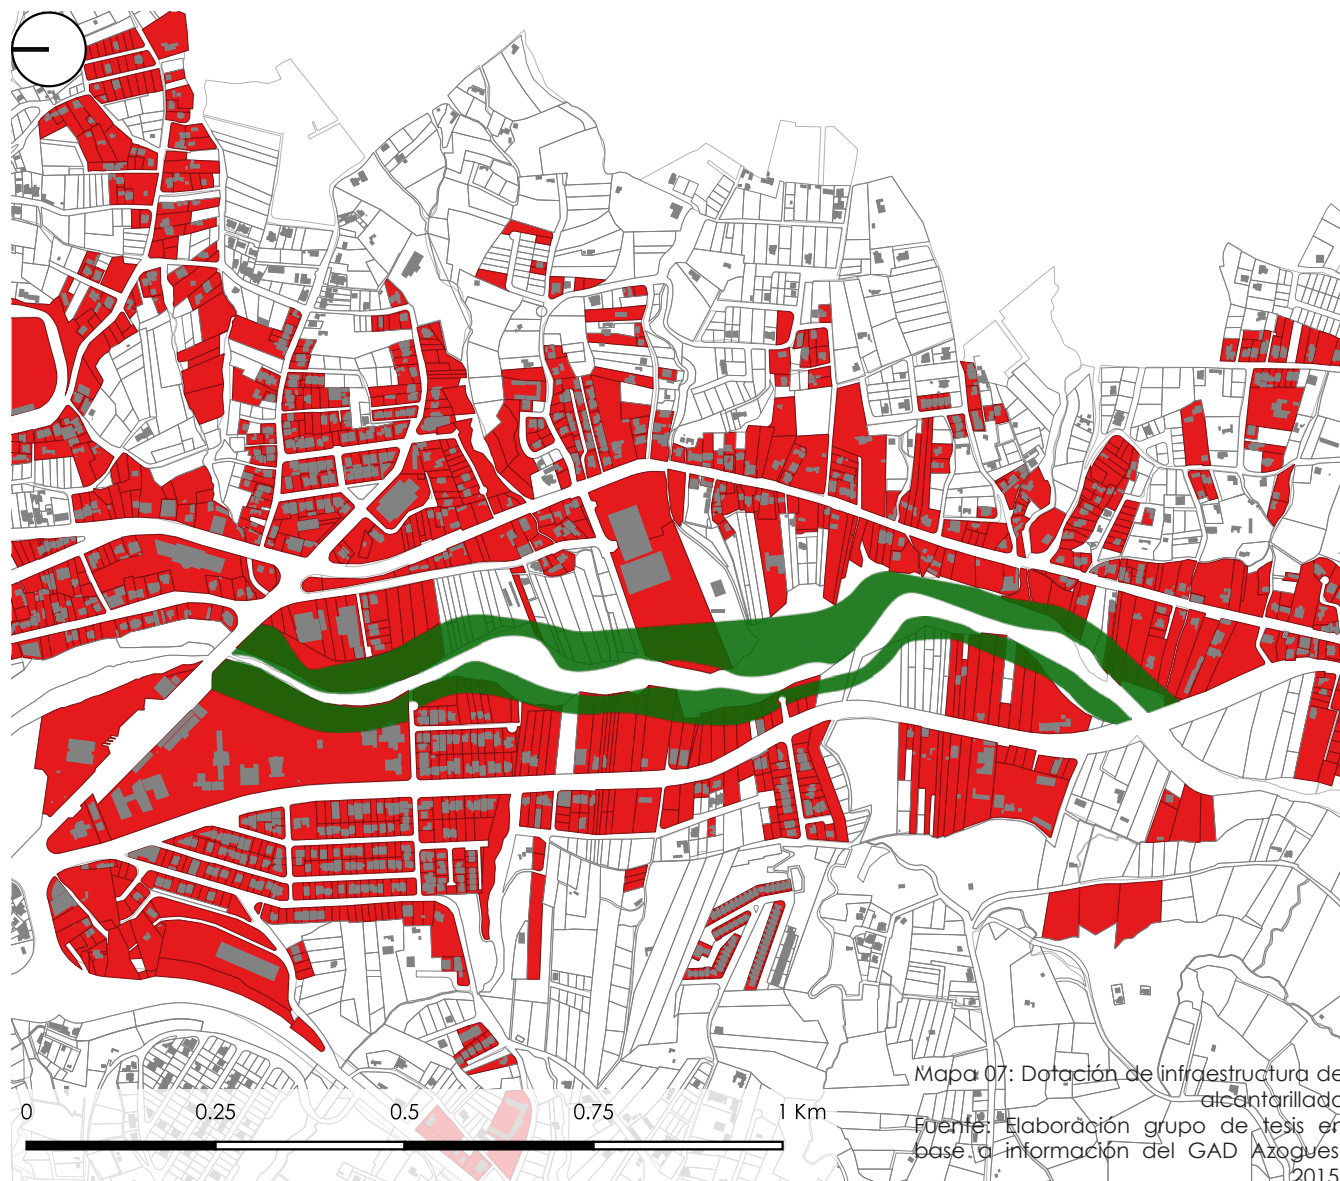 0 0.25 0.5 0.75 1 Km
Mapa 07: Dotación de infraestructura de
alcantarillado
Fuente: Elaboración grupo de tesis en
base a información del GAD Azogues,
2015